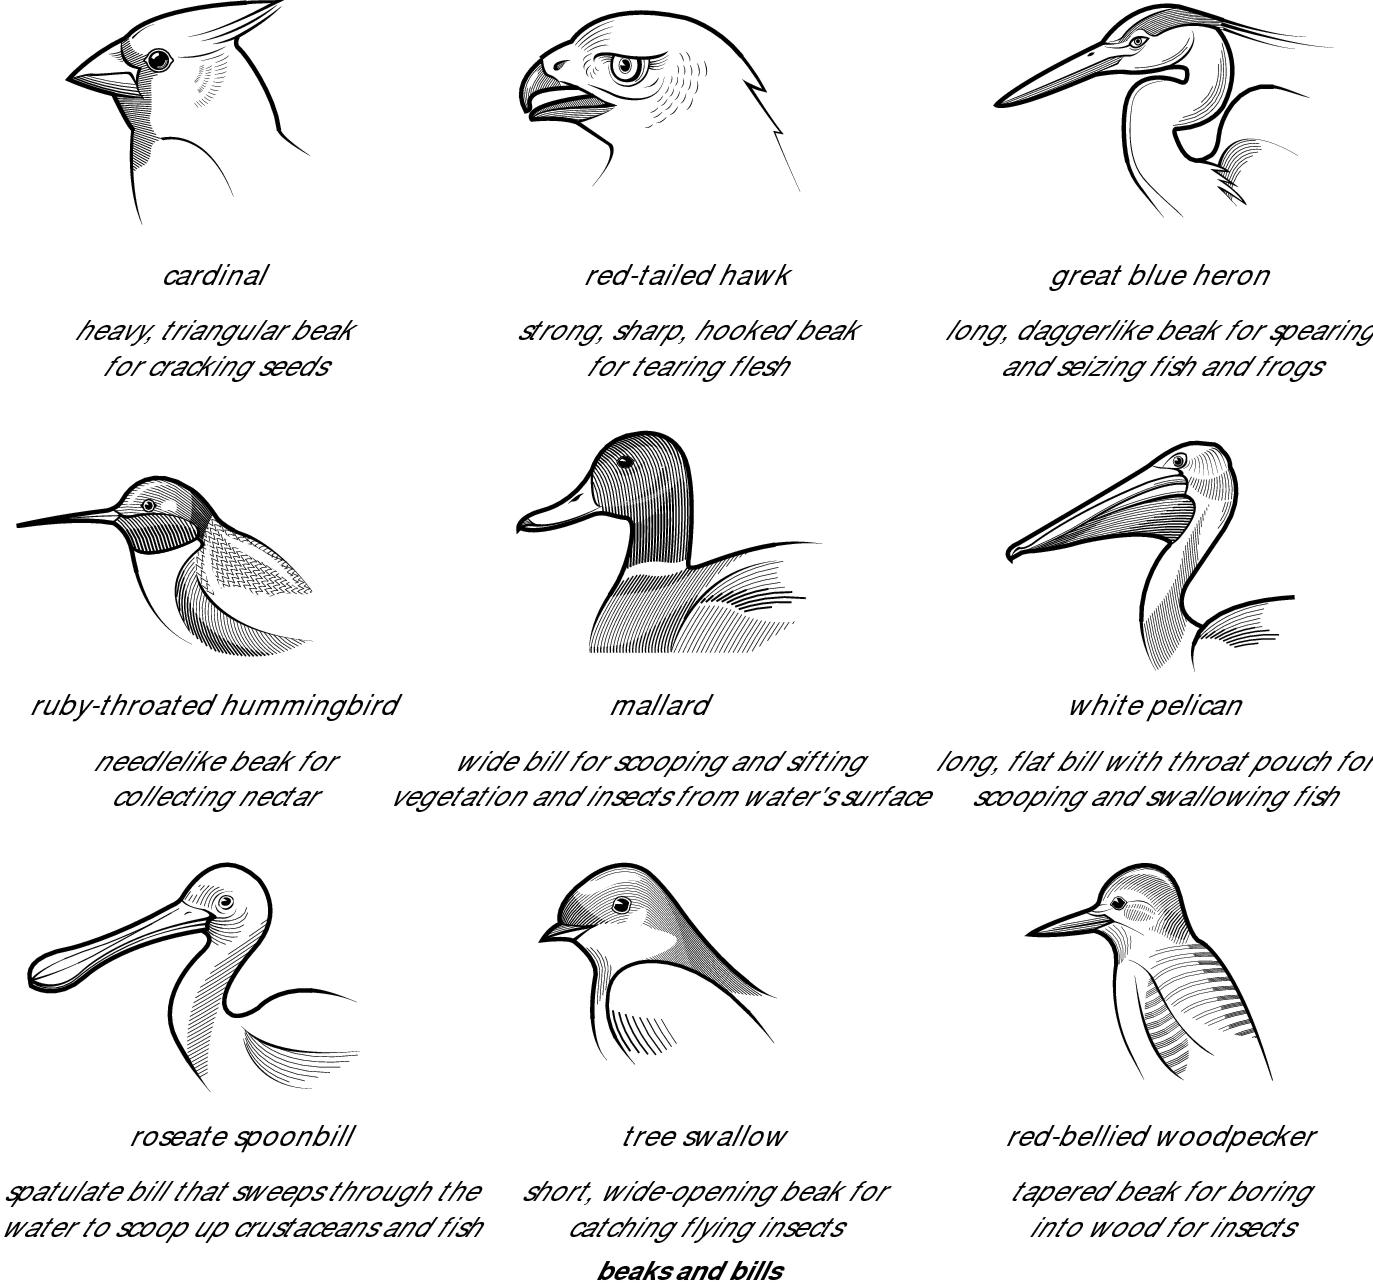 cardinal
heavy, triangular beak
for cracking seeds
red-tailed hawk
strong, sharp, hooked beak
for tearing flesh
great blue heron
long, daggerlike beak for spearing
and seizing fish and frogs
ruby-throated hummingbird
needlelike beak for
collecting nectar
mallard
wide bill for scooping and sifting
vegetation and insects from water's surface
white pelican
long, flat bill with throat pouch for
scooping and swallowing fish
roseate spoonbill
spatulate bill that sweeps through the
water to scoop up crustaceans and fish
tree swallow
short, wide-opening beak for
catching flying insects
red-bellied woodpecker
tapered beak for boring
into wood for insects
beaks and bills